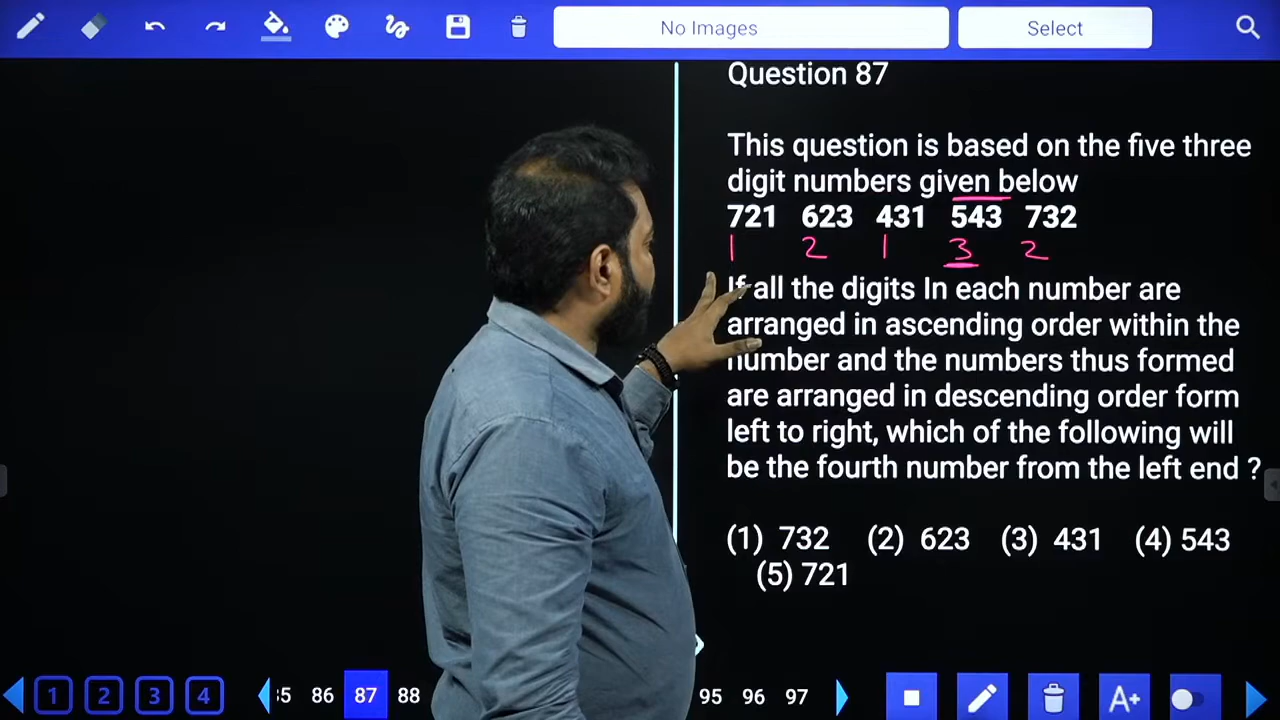 No Images
Select
Question 87
This question is based on the five three
digit numbers given below
721 623 431 543 732
1 2 1 3 2
If all the digits In each number are
arranged in ascending order within the
number and the numbers thus formed
are arranged in descending order form
left to right, which of the following will
be the fourth number from the left end ?
(1) 732 (2) 623 (3) 431 (4) 543
(5) 721
1 2 3 4 86 87 88 95 96 97 A+